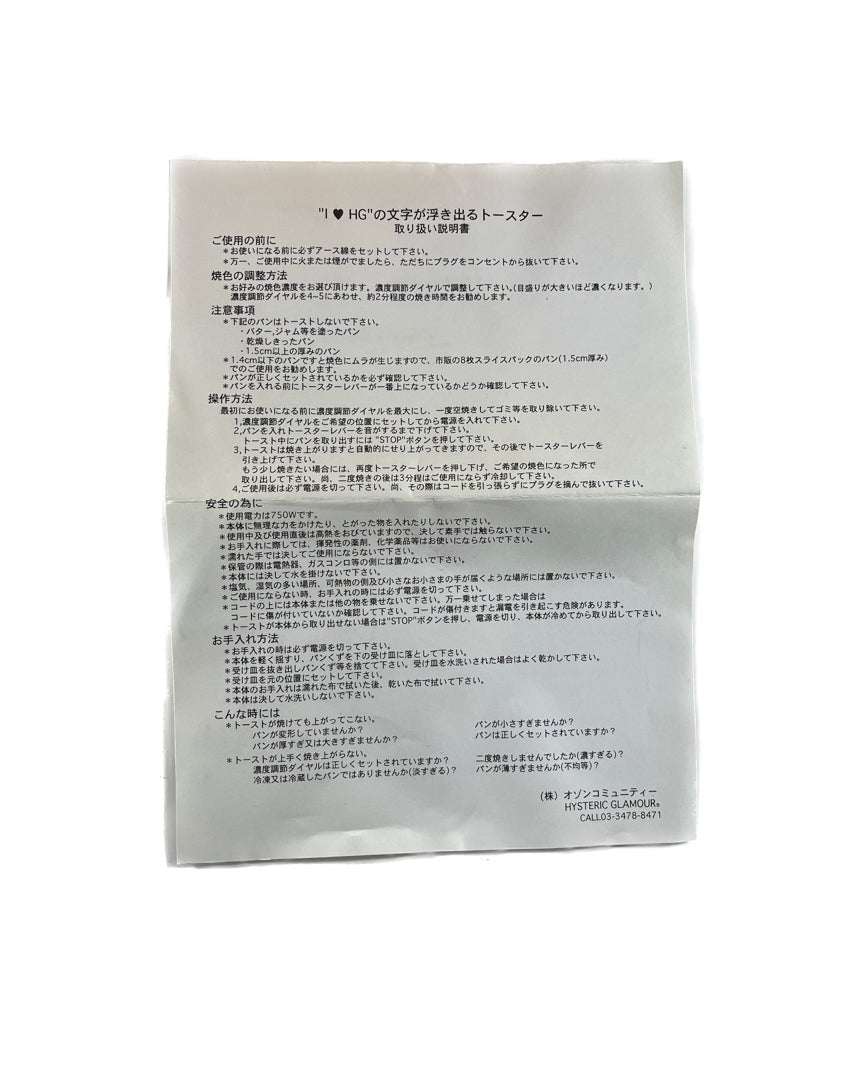 "I ♥ HG"の文字が浮き出るトースター
取り扱い説明書
ご使用の前に
＊お使いになる前に必ずアース線をセットして下さい。
＊万一、ご使用中に火または煙がでましたら、ただちにプラグをコンセントから抜いて下さい。
焼色の調整方法
＊お好みの焼色濃度をお選び頂けます。濃度調節ダイヤルで調整して下さい。(目盛りが大きいほど濃くなります。)
濃度調節ダイヤルを4~5にあわせ、約2分程度の焼き時間をお勧めします。
注意事項
＊下記のパンはトーストしないで下さい。
・バター,ジャム等を塗ったパン
・乾燥しきったパン
・1.5cm以上の厚みのパン
＊1.4cm以下のパンですと焼色にムラが生じますので、市販の8枚スライスパックのパン(1.5cm厚み)
でのご使用をお勧めします。
＊パンが正しくセットされているかを必ず確認して下さい。
＊パンを入れる前にトースターレバーが一番上になっているかどうか確認して下さい。
操作方法
最初にお使いになる前に濃度調節ダイヤルを最大にし、一度空焼きしてゴミ等を取り除いて下さい。
1,濃度調節ダイヤルをご希望の位置にセットしてから電源を入れて下さい。
2,パンを入れトースターレバーを音がするまで下げて下さい。
トースト中にパンを取り出すには "STOP"ボタンを押して下さい。
3,トーストは焼き上がりますと自動的にせり上がってきますので、その後でトースターレバーを
引き上げて下さい。
もう少し焼きたい場合には、再度トースターレバーを押し下げ、ご希望の焼色になった所で
取り出して下さい。尚、二度焼きの後は3分程はご使用にならず冷却して下さい。
4,ご使用後は必ず電源を切って下さい。尚、その際はコードを引っ張らずにプラグを摘んで抜いて下さい。
安全の為に
＊使用電力は750Wです。
＊本体に無理な力をかけたり、とがった物を入れたりしないで下さい。
＊使用中及び使用直後は高熱をおびていますので、決して素手では触らないで下さい。
＊お手入れに際しては、揮発性の薬剤、化学薬品等はお使いにならないで下さい。
＊濡れた手では決してご使用にならないで下さい。
＊保管の際は電熱器、ガスコンロ等の側には置かないで下さい。
＊本体には決して水を掛けないで下さい。
＊塩気、湿気の多い場所、可熱物の側及び小さなお小さまの手が届くような場所には置かないで下さい。
＊ご使用にならない時、お手入れの時には必ず電源を切って下さい。
＊コードの上には本体または他の物を乗せないで下さい。万一乗せてしまった場合は
コードに傷が付いていないか確認して下さい。コードが傷付きますと漏電を引き起こす危険があります。
＊トーストが本体から取り出せない場合は"STOP"ボタンを押し、電源を切り、本体が冷めてから取り出して下さい。
お手入れ方法
＊お手入れの時は必ず電源を切って下さい。
＊本体を軽く揺すり、パンくずを下の受け皿に落として下さい。
＊受け皿を抜き出しパンくず等を捨てて下さい。受け皿を水洗いされた場合はよく乾かして下さい。
＊受け皿を元の位置にセットして下さい。
＊本体のお手入れは濡れた布で拭いた後、乾いた布で拭いて下さい。
＊本体は決して水洗いしないで下さい。
こんな時には
＊トーストが焼けても上がってこない。
パンが変形していませんか？ パンが小さすぎませんか？
パンが厚すぎ又は大きすぎませんか？ パンは正しくセットされていますか？
＊トーストが上手く焼き上がらない。
濃度調節ダイヤルは正しくセットされていますか？ 二度焼きしませんでしたか(濃すぎる)？
冷凍又は冷蔵したパンではありませんか(淡すぎる)？ パンが薄すぎませんか(不均等)？
(株) オゾンコミュニティー
HYSTERIC GLAMOUR®
CALL03-3478-8471